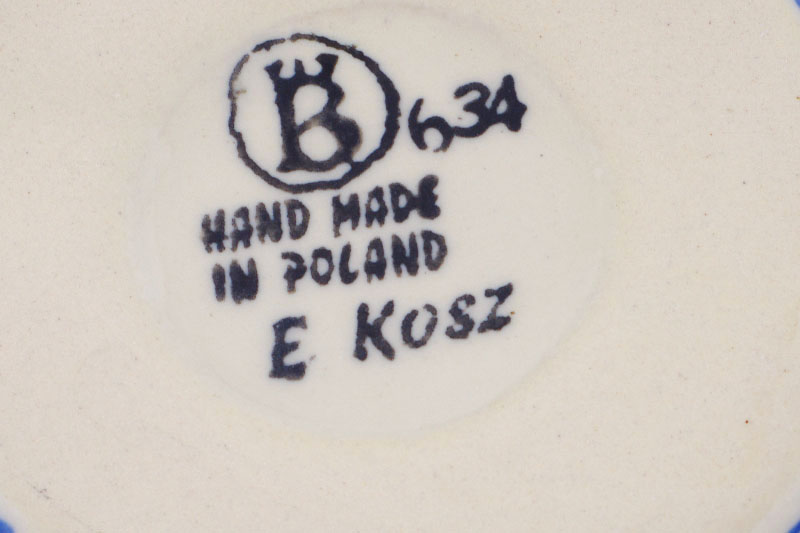 B 634
HAND MADE
IN POLAND
E KOSZ